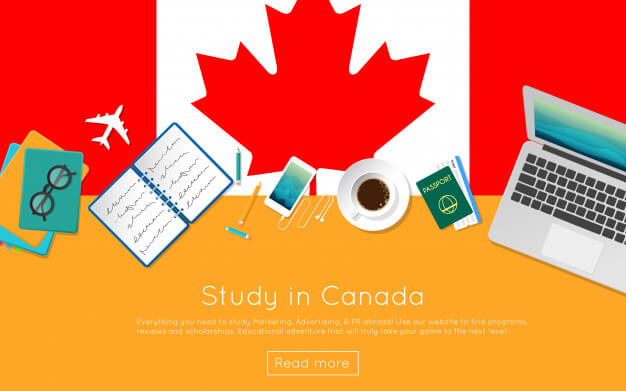 PASSPORT
Study in Canada
Everything you need to study Marketing, Advertising, & PR abroad! Use our website to find programs,
reviews and scholarships. Educational adventure that will truly take your game to the next level...
Read more